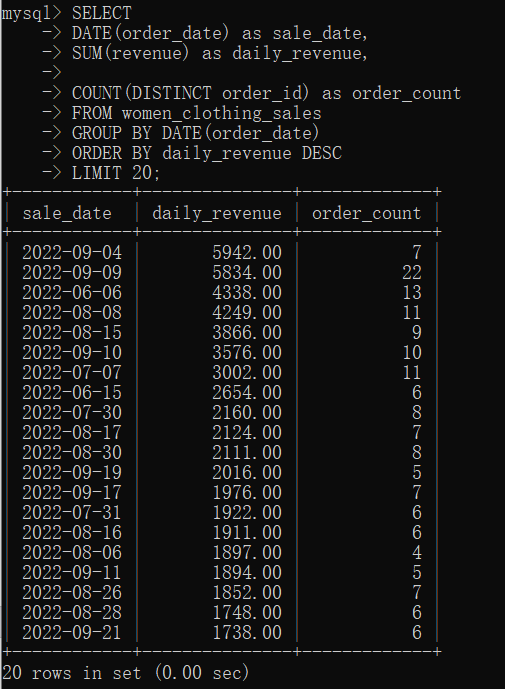 mysql> SELECT
    -> DATE(order_date) as sale_date,
    -> SUM(revenue) as daily_revenue,
    ->
    -> COUNT(DISTINCT order_id) as order_count
    -> FROM women_clothing_sales
    -> GROUP BY DATE(order_date)
    -> ORDER BY daily_revenue DESC
    -> LIMIT 20;
+------------+---------------+-------------+
| sale_date  | daily_revenue | order_count |
+------------+---------------+-------------+
| 2022-09-04 |       5942.00 |           7 |
| 2022-09-09 |       5834.00 |          22 |
| 2022-06-06 |       4338.00 |          13 |
| 2022-08-08 |       4249.00 |          11 |
| 2022-08-15 |       3866.00 |           9 |
| 2022-09-10 |       3576.00 |          10 |
| 2022-07-07 |       3002.00 |          11 |
| 2022-06-15 |       2654.00 |           6 |
| 2022-07-30 |       2160.00 |           8 |
| 2022-08-17 |       2124.00 |           7 |
| 2022-08-30 |       2111.00 |           8 |
| 2022-09-19 |       2016.00 |           5 |
| 2022-09-17 |       1976.00 |           7 |
| 2022-07-31 |       1922.00 |           6 |
| 2022-08-16 |       1911.00 |           6 |
| 2022-08-06 |       1897.00 |           4 |
| 2022-09-11 |       1894.00 |           5 |
| 2022-08-26 |       1852.00 |           7 |
| 2022-08-28 |       1748.00 |           6 |
| 2022-09-21 |       1738.00 |           6 |
+------------+---------------+-------------+
20 rows in set (0.00 sec)